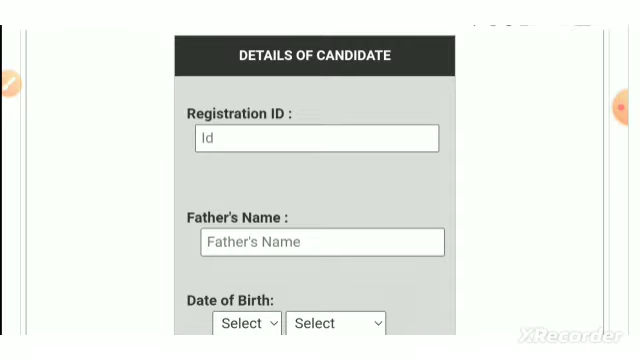 DETAILS OF CANDIDATE
Registration ID :
Id
Father's Name :
Father's Name
Date of Birth:
Select Select
XRecorder